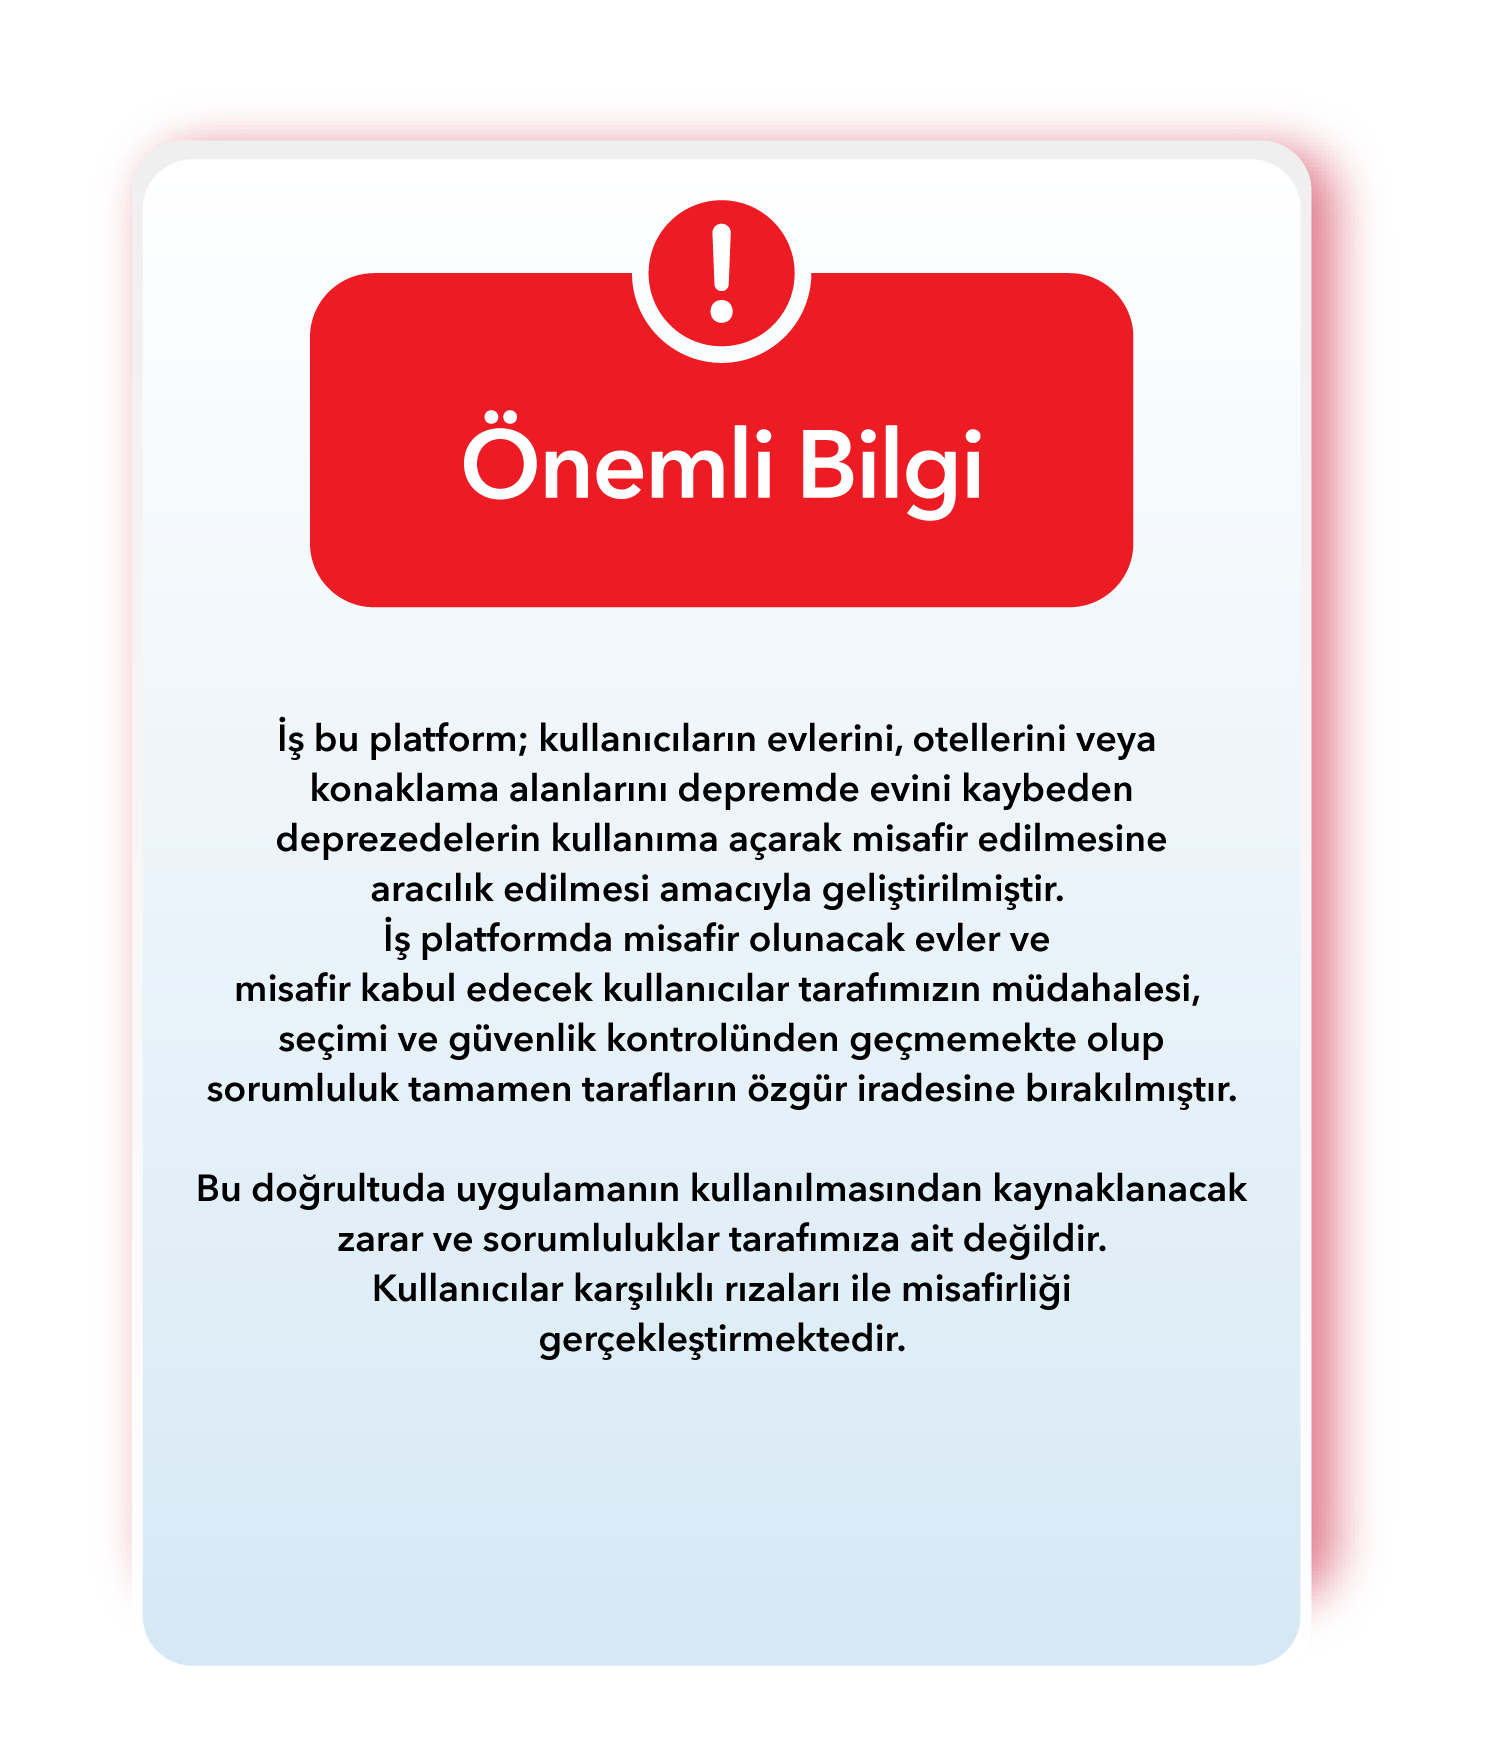 !
Önemli Bilgi
İş bu platform; kullanıcıların evlerini, otellerini veya
konaklama alanlarını depremde evini kaybeden
deprezedelerin kullanıma açarak misafir edilmesine
aracılık edilmesi amacıyla geliştirilmiştir.
İş platformda misafir olunacak evler ve
misafir kabul edecek kullanıcılar tarafımızın müdahalesi,
seçimi ve güvenlik kontrolünden geçmemekte olup
sorumluluk tamamen tarafların özgür iradesine bırakılmıştır.
Bu doğrultuda uygulamanın kullanılmasından kaynaklanacak
zarar ve sorumluluklar tarafımıza ait değildir.
Kullanıcılar karşılıklı rızaları ile misafirliği
gerçekleştirmektedir.